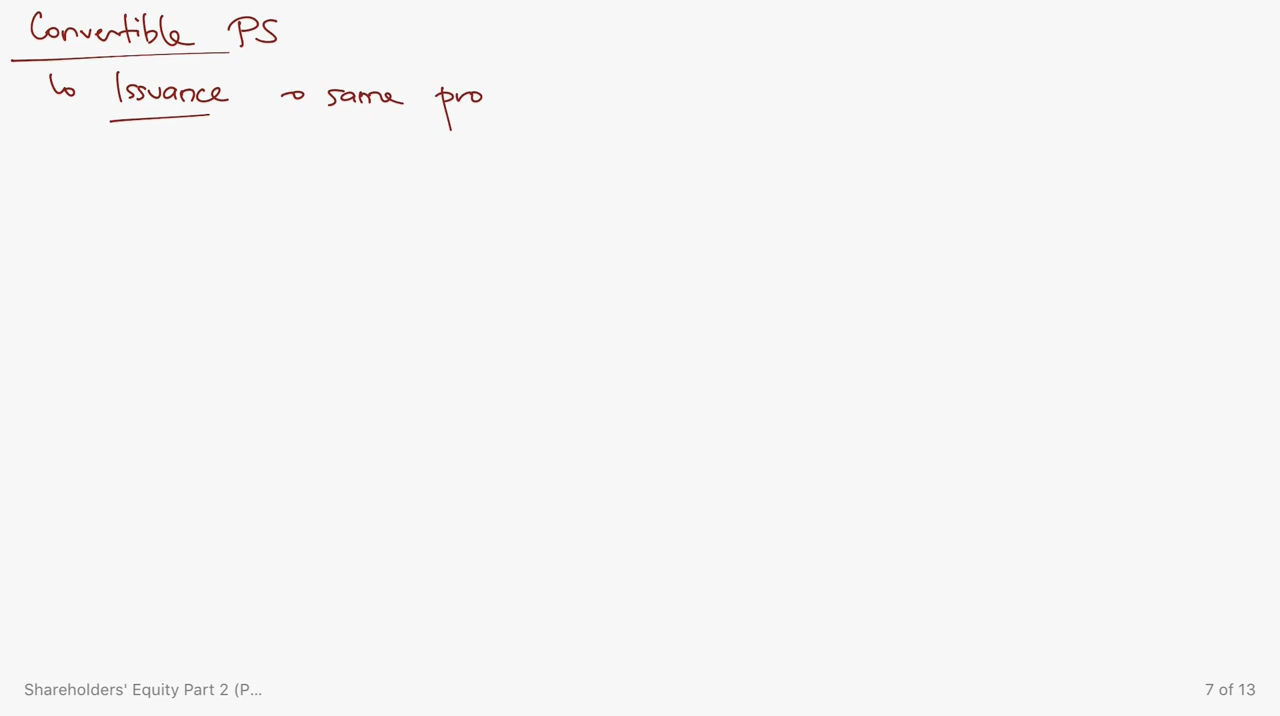 Convertible PS
↳ Issuance → same pro
Shareholders' Equity Part 2 (P...
7 of 13